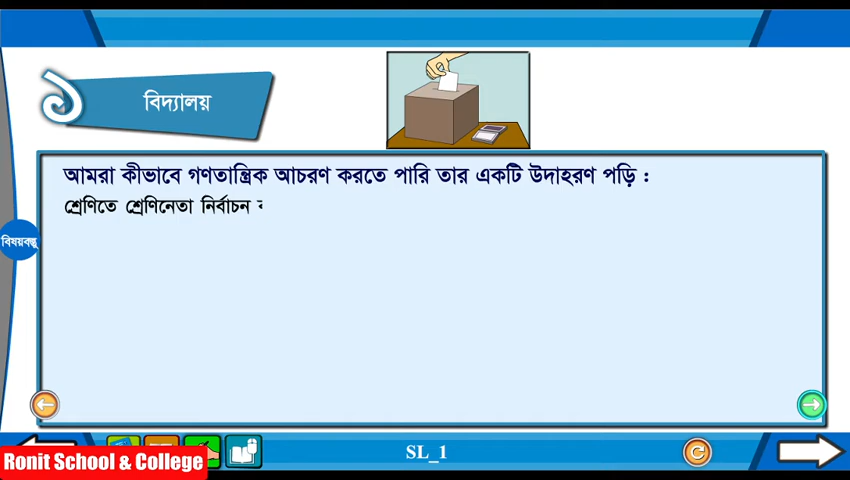 ১ বিদ্যালয়
আমরা কীভাবে গণতান্ত্রিক আচরণ করতে পারি তার একটি উদাহরণ পড়ি :
শ্রেণিতে শ্রেণিনেতা নির্বাচন
বিষয়বস্তু
SL_1
Ronit School & College